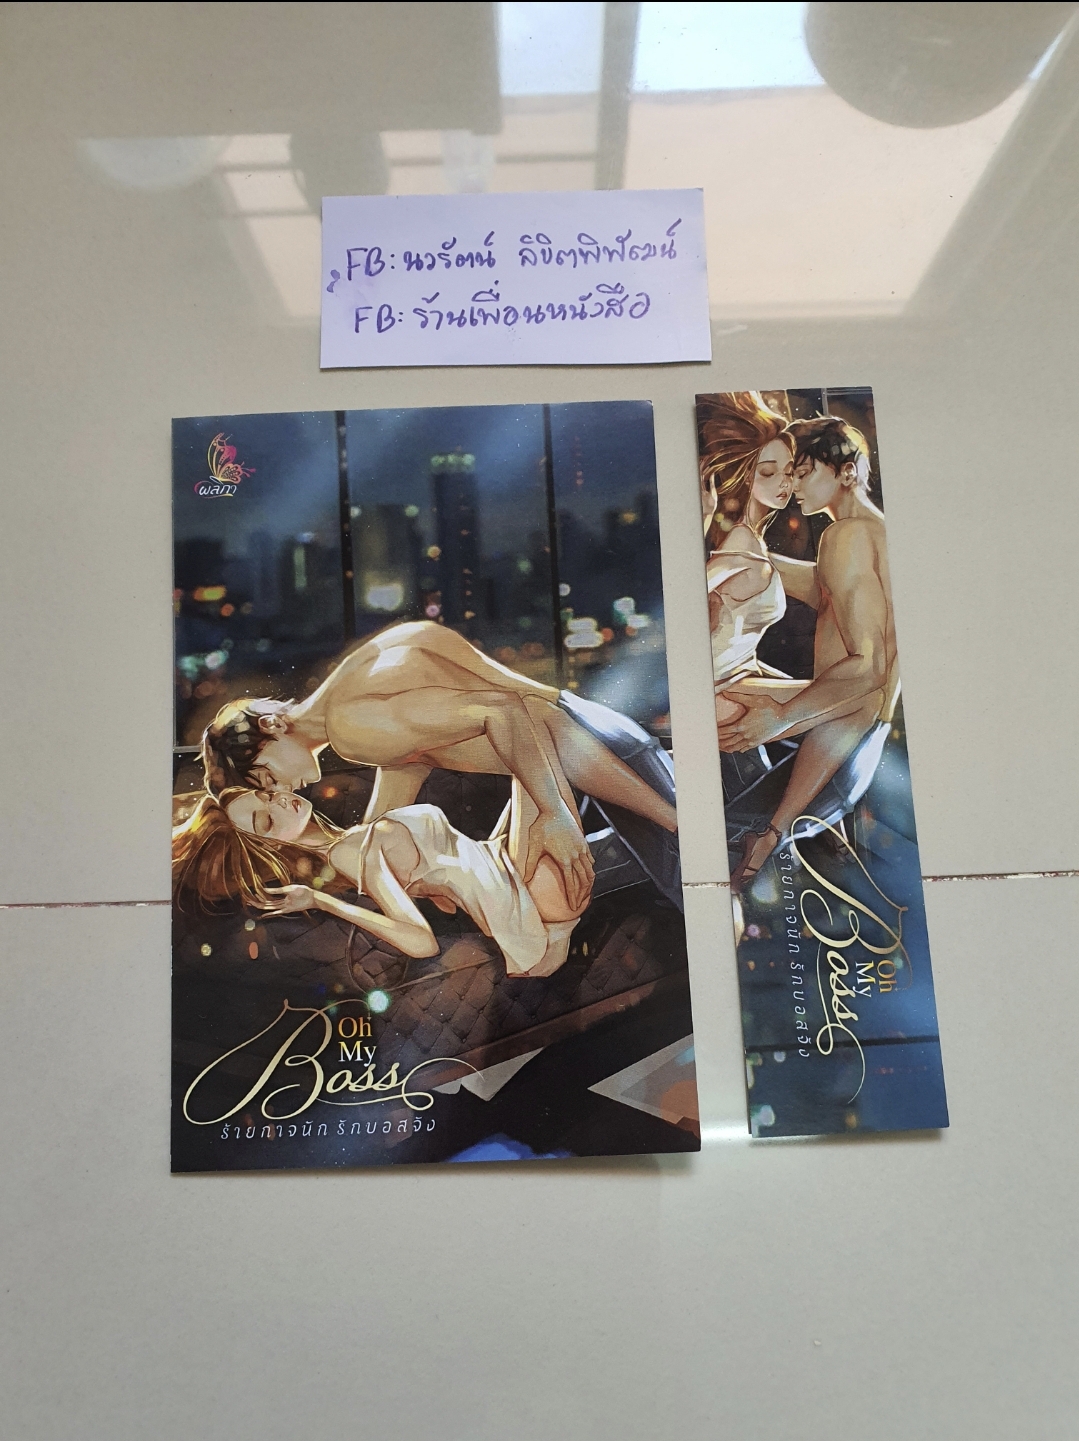 FB: นวรัตน์ ลิขิตพิพัฒน์
FB: ร้านเพื่อนหนังสือ
ผลิกา
Oh
My
Boss
ร้ายกาจนัก รักบอสจัง
Oh
My
Boss
ร้ายกาจนัก รักบอสจัง